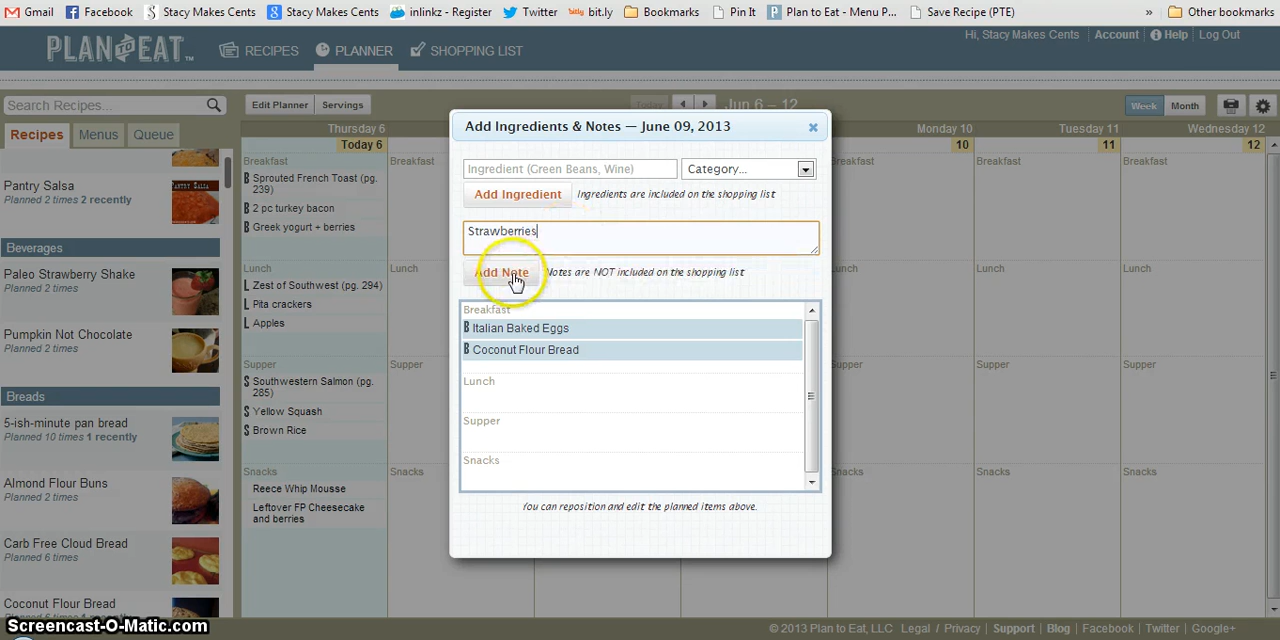 Gmail Facebook Stacy Makes Cents Stacy Makes Cents inlinkz - Register Twitter bitly bit.ly Bookmarks Pin It Plan to Eat - Menu P... Save Recipe (PTE) » Other bookmarks
PLAN TO EAT™ RECIPES PLANNER SHOPPING LIST
Hi, Stacy Makes Cents Account Help Log Out
Search Recipes... Edit Planner Servings Today Jun 6 – 12 Week Month
Recipes Menus Queue
Thursday 6 Monday 10 Tuesday 11 Wednesday 12
Today 6 10 11 12
Pantry Salsa
Planned 2 times 2 recently
Beverages
Paleo Strawberry Shake
Planned 2 times
Pumpkin Not Chocolate
Planned 2 times
Breads
5-ish-minute pan bread
Planned 10 times 1 recently
Almond Flour Buns
Planned 2 times
Carb Free Cloud Bread
Planned 6 times
Coconut Flour Bread
Breakfast Breakfast Breakfast Breakfast Breakfast
B Sprouted French Toast (pg.
239)
B 2 pc turkey bacon
B Greek yogurt + berries
Lunch Lunch Lunch Lunch Lunch
L Zest of Southwest (pg. 294)
L Pita crackers
L Apples
Supper Supper Supper Supper Supper
S Southwestern Salmon (pg.
285)
S Yellow Squash
S Brown Rice
Snacks Snacks Snacks Snacks Snacks
Reece Whip Mousse
Leftover FP Cheesecake
and berries
Add Ingredients & Notes — June 09, 2013
Ingredient (Green Beans, Wine) Category...
Add Ingredient Ingredients are included on the shopping list
Strawberries
Add Note Notes are NOT included on the shopping list
Breakfast
B Italian Baked Eggs
B Coconut Flour Bread
Lunch
Supper
Snacks
You can reposition and edit the planned items above.
Screencast-O-Matic.com
© 2013 Plan to Eat, LLC Legal / Privacy Support Blog Facebook Twitter Google+